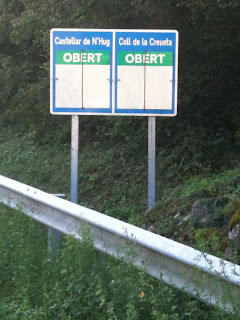 Castellar de N'Hug
OBERT
Coll de la Creueta
OBERT